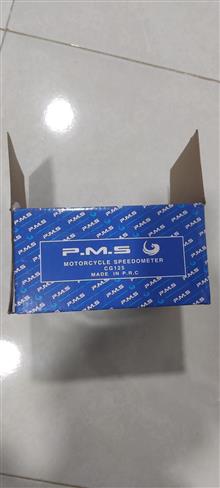 P.M.S
MOTORCYCLE SPEEDOMETER
CG125
MADE IN P.R.C